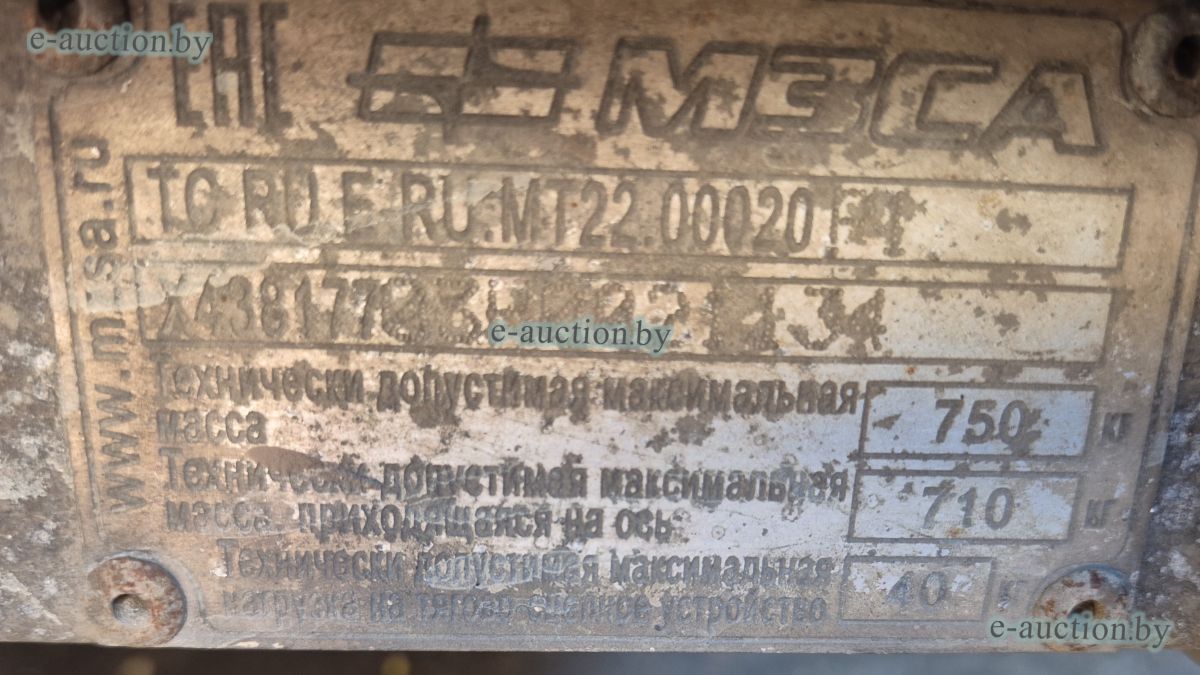 e-auction.by
EAC МЗСА
www.mzsa.ru
TC RU E-RU.MT22.00020
e-auction.by
Технически допустимая максимальная 750 кг
масса
Технически допустимая максимальная 710 кг
масса, приходящаяся на ось
Технически допустимая максимальная 40
нагрузка на тягово-сцепное устройство
e-auction.by